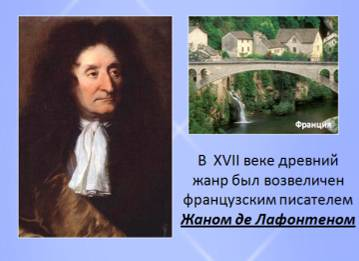 Франция
В XVII веке древний
жанр был возвеличен
французским писателем
Жаном де Лафонтеном